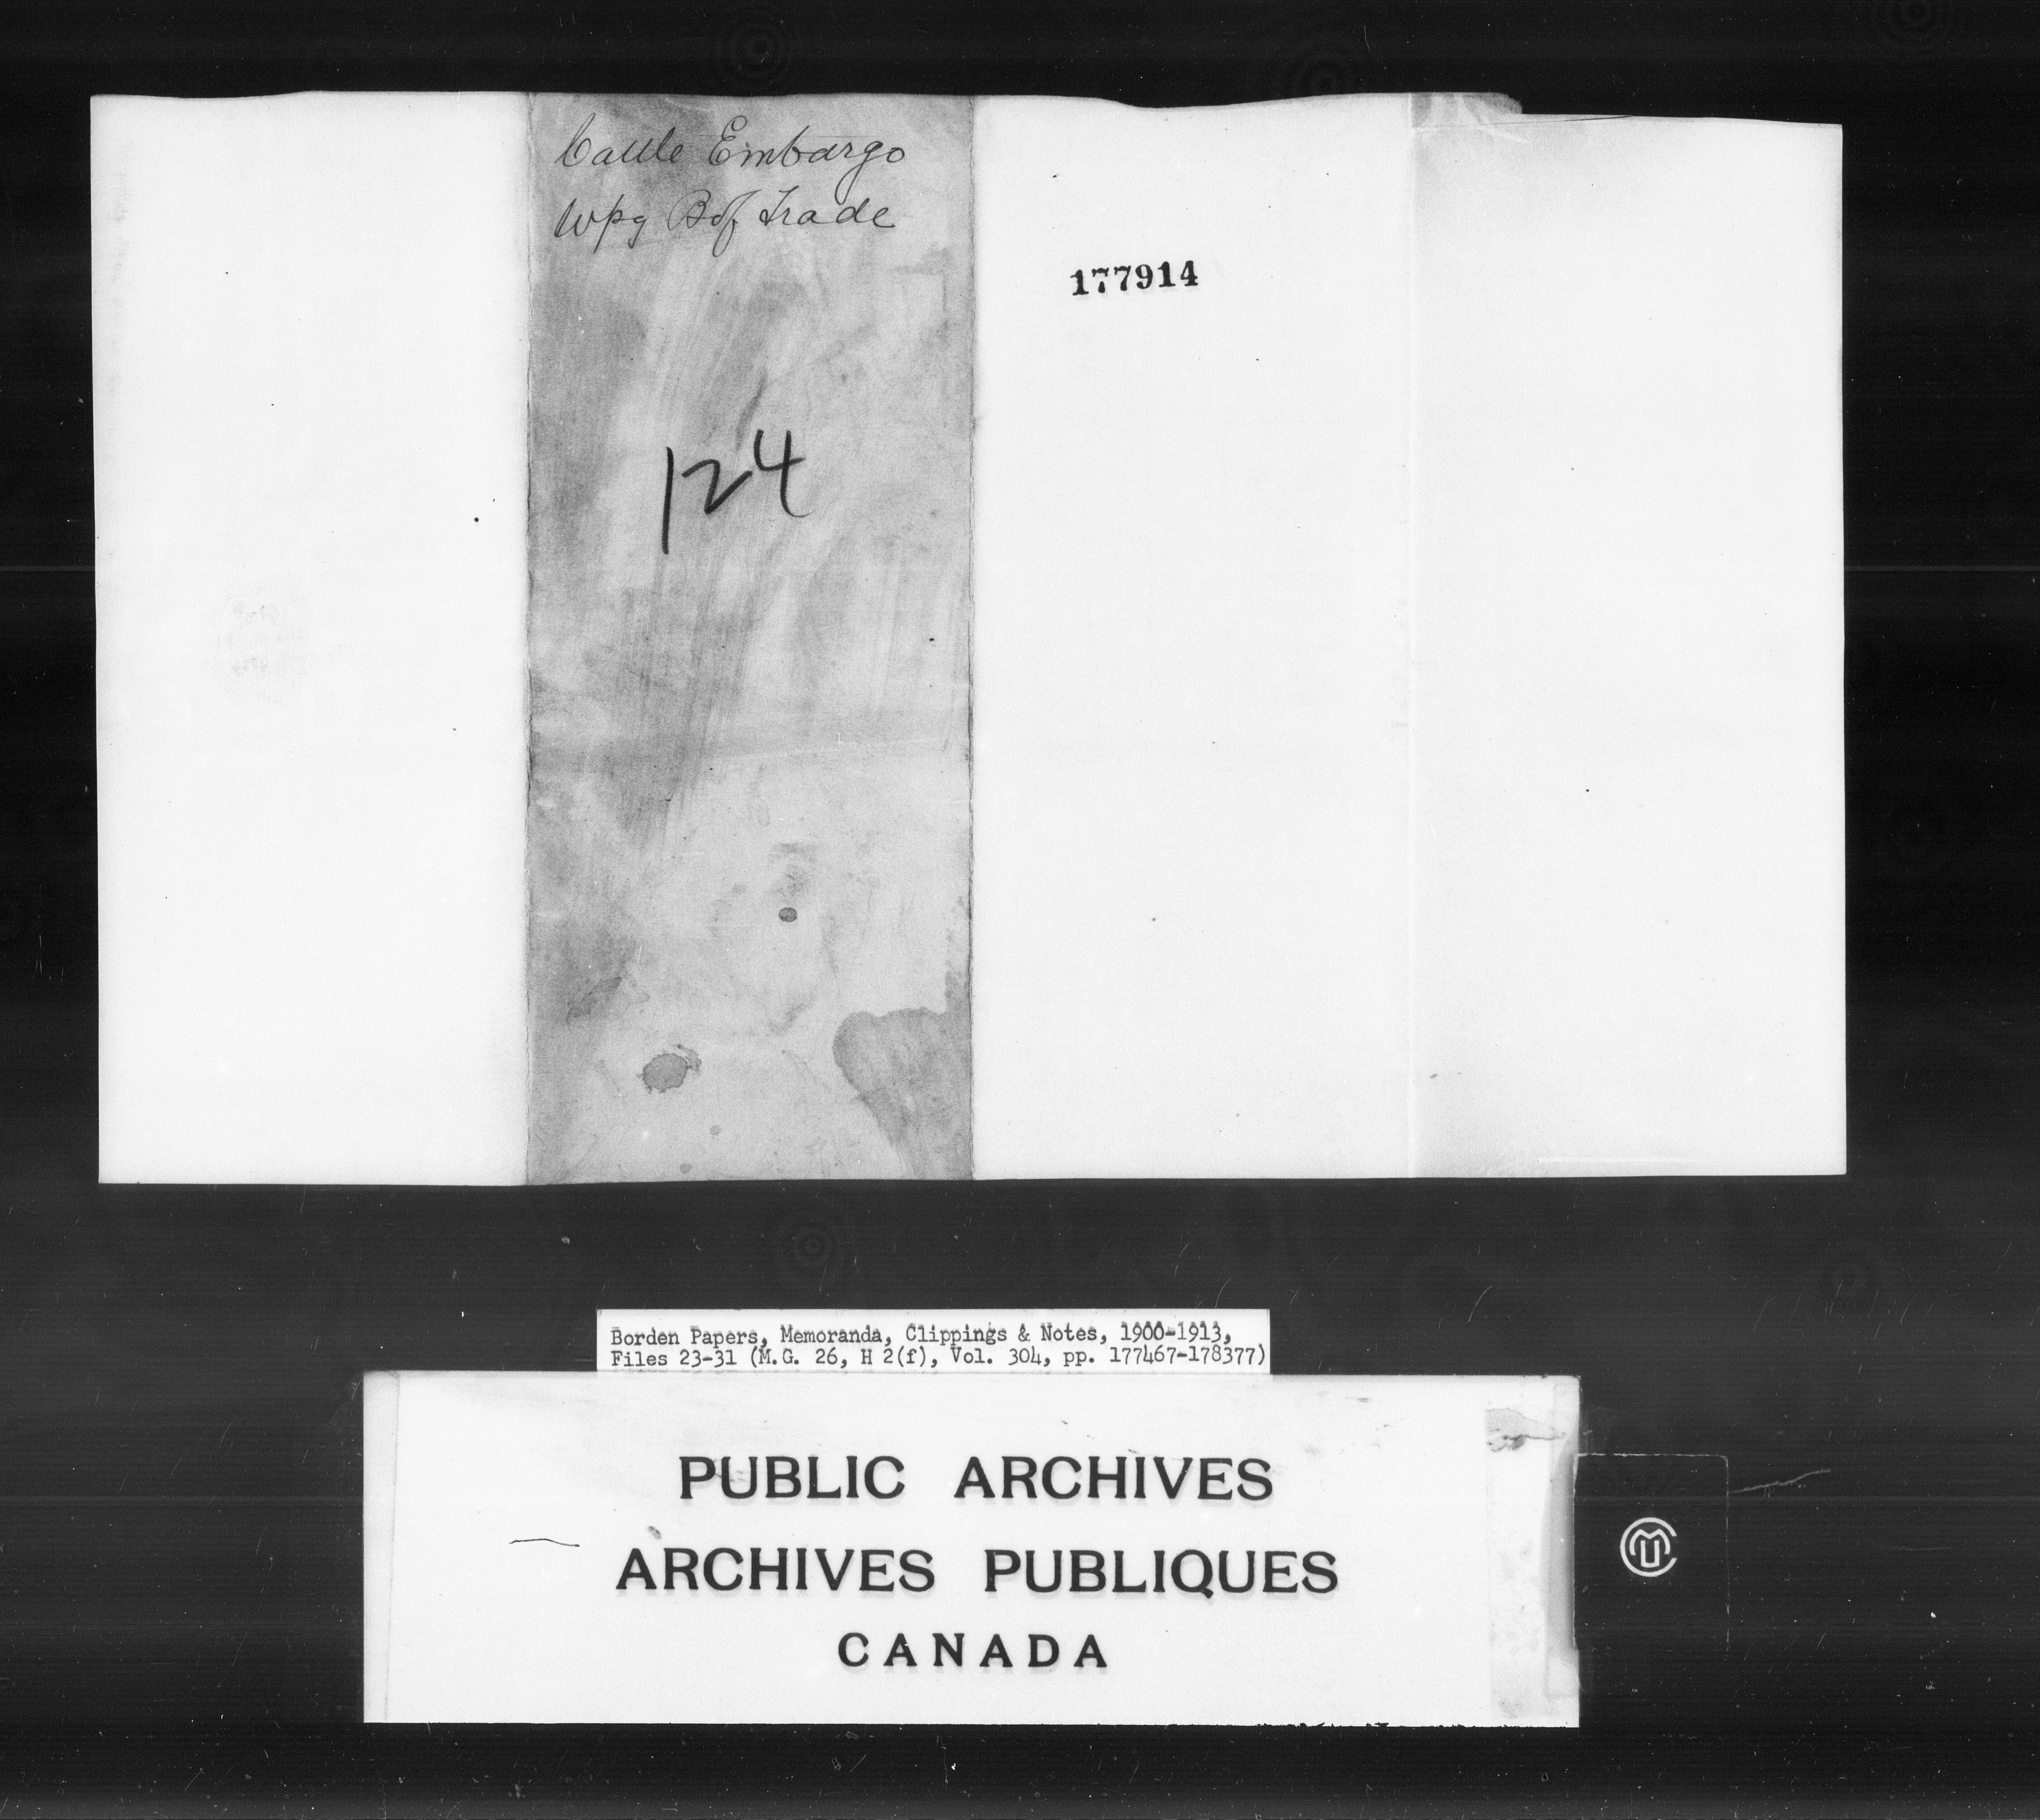 Cattle Embargo
Wpg B of Trade
177914
124
Borden Papers, Memoranda, Clippings & Notes, 1900-1913,
Files 23-31 (M.G. 26, H 2(f), Vol. 304, pp. 177467-178377)
PUBLIC ARCHIVES
ARCHIVES PUBLIQUES
CANADA